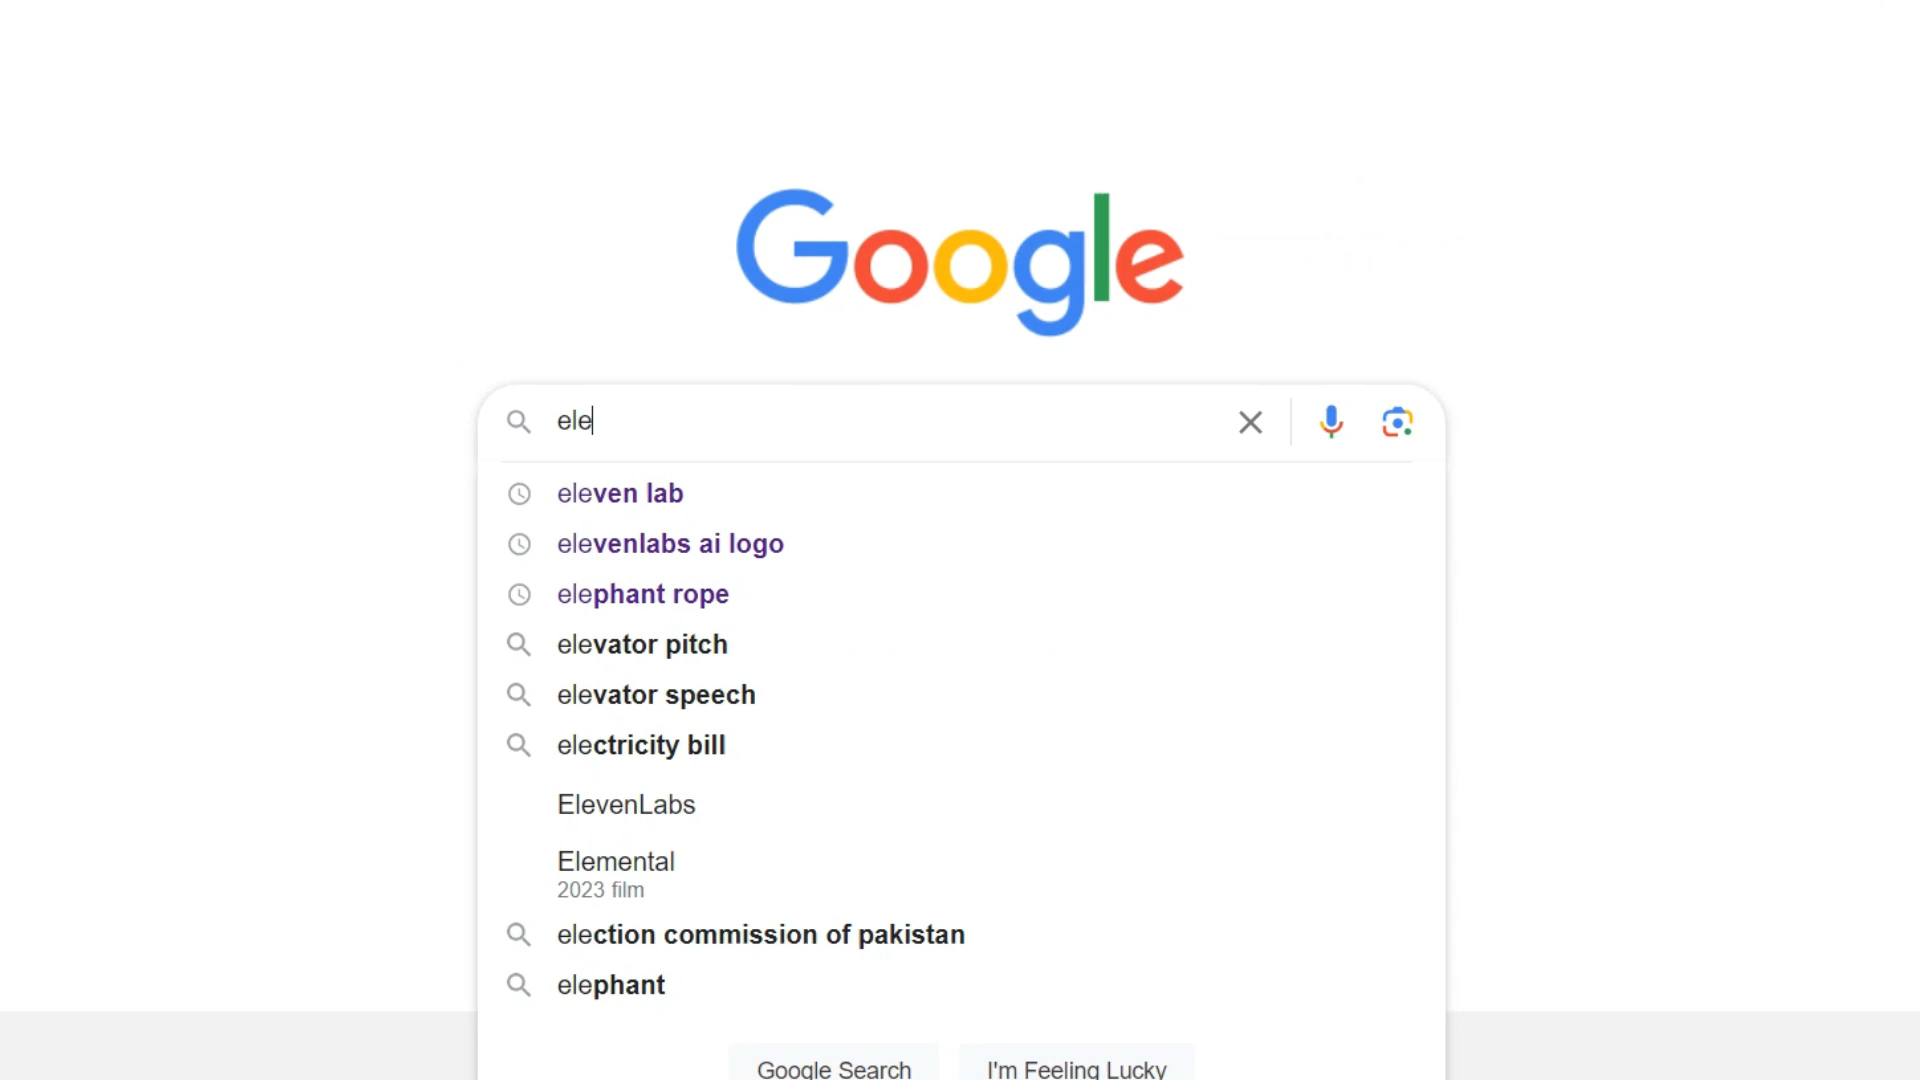 Google
ele
eleven lab
elevenlabs ai logo
elephant rope
elevator pitch
elevator speech
electricity bill
ElevenLabs
Elemental
2023 film
election commission of pakistan
elephant
Google Search
I'm Feeling Lucky